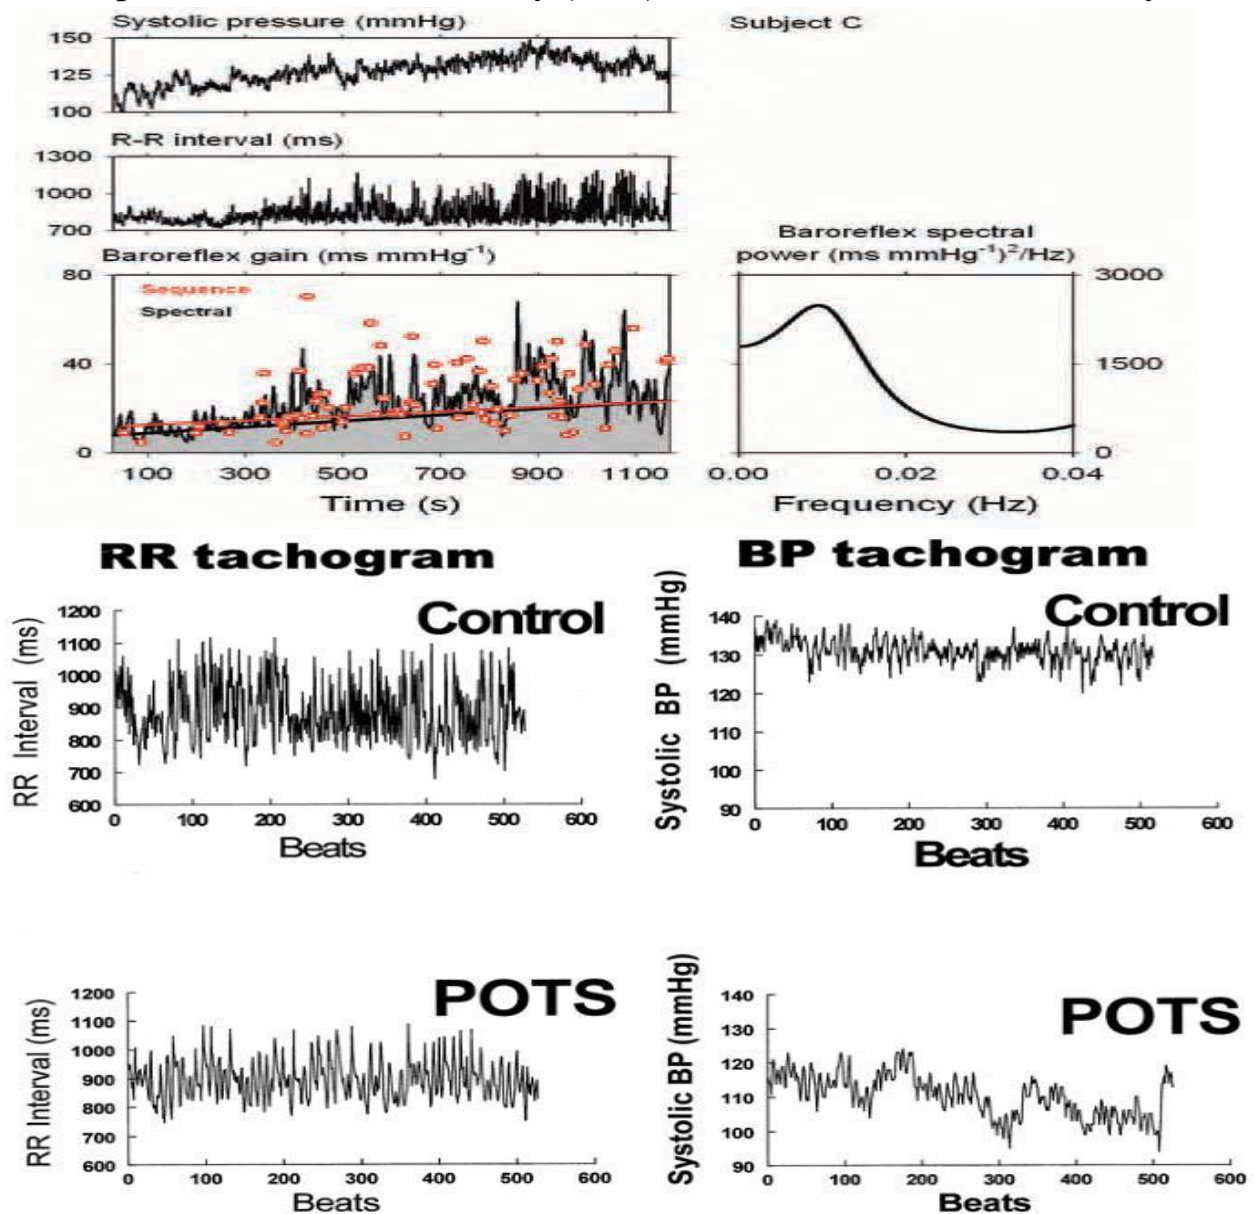 Systolic pressure (mmHg)
Subject C
150
125
100
R-R interval (ms)
1300
1000
700
Baroreflex gain (ms mmHg-1)
80
40
0
Sequence
Spectral
100 300 500 700 900 1100
Time (s)
Baroreflex spectral
power (ms mmHg-1)2/Hz)
3000
1500
0
0.00 0.02 0.04
Frequency (Hz)
RR tachogram
Control
RR Interval (ms)
1200
1100
1000
900
800
700
600
0 100 200 300 400 500 600
Beats
BP tachogram
Control
Systolic BP (mmHg)
140
130
120
110
100
90
0 100 200 300 400 500 600
Beats
POTS
RR Interval (ms)
1200
1100
1000
900
800
700
600
0 100 200 300 400 500 600
Beats
POTS
Systolic BP (mmHg)
140
130
120
110
100
90
0 100 200 300 400 500 600
Beats